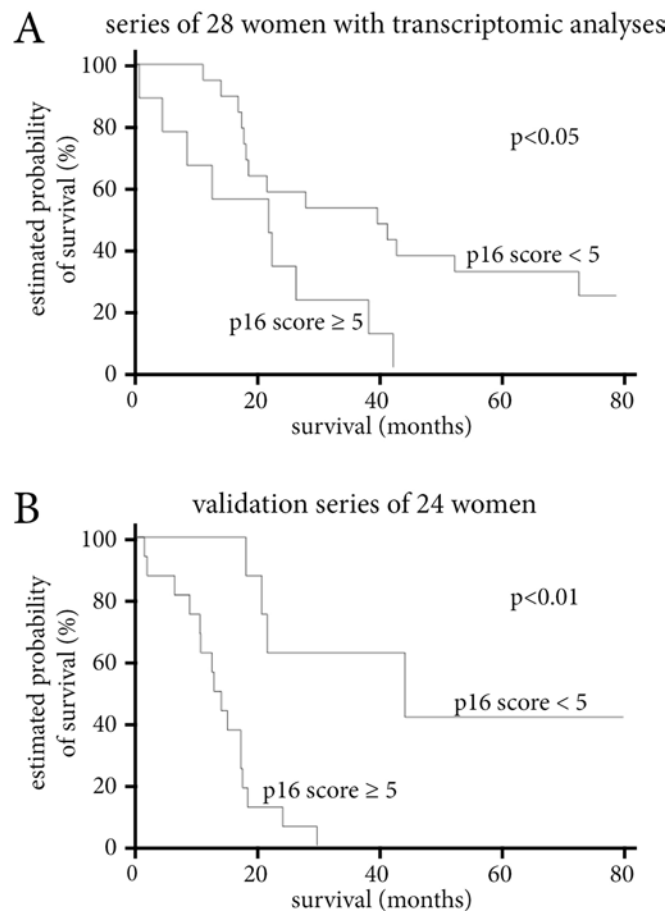 A
series of 28 women with transcriptomic analyses
estimated probability
of survival (%)
100
80
60
40
20
0
p<0.05
p16 score < 5
p16 score ≥ 5
0 20 40 60 80
survival (months)
B
validation series of 24 women
estimated probability
of survival (%)
100
80
60
40
20
0
p<0.01
p16 score < 5
p16 score ≥ 5
0 20 40 60 80
survival (months)